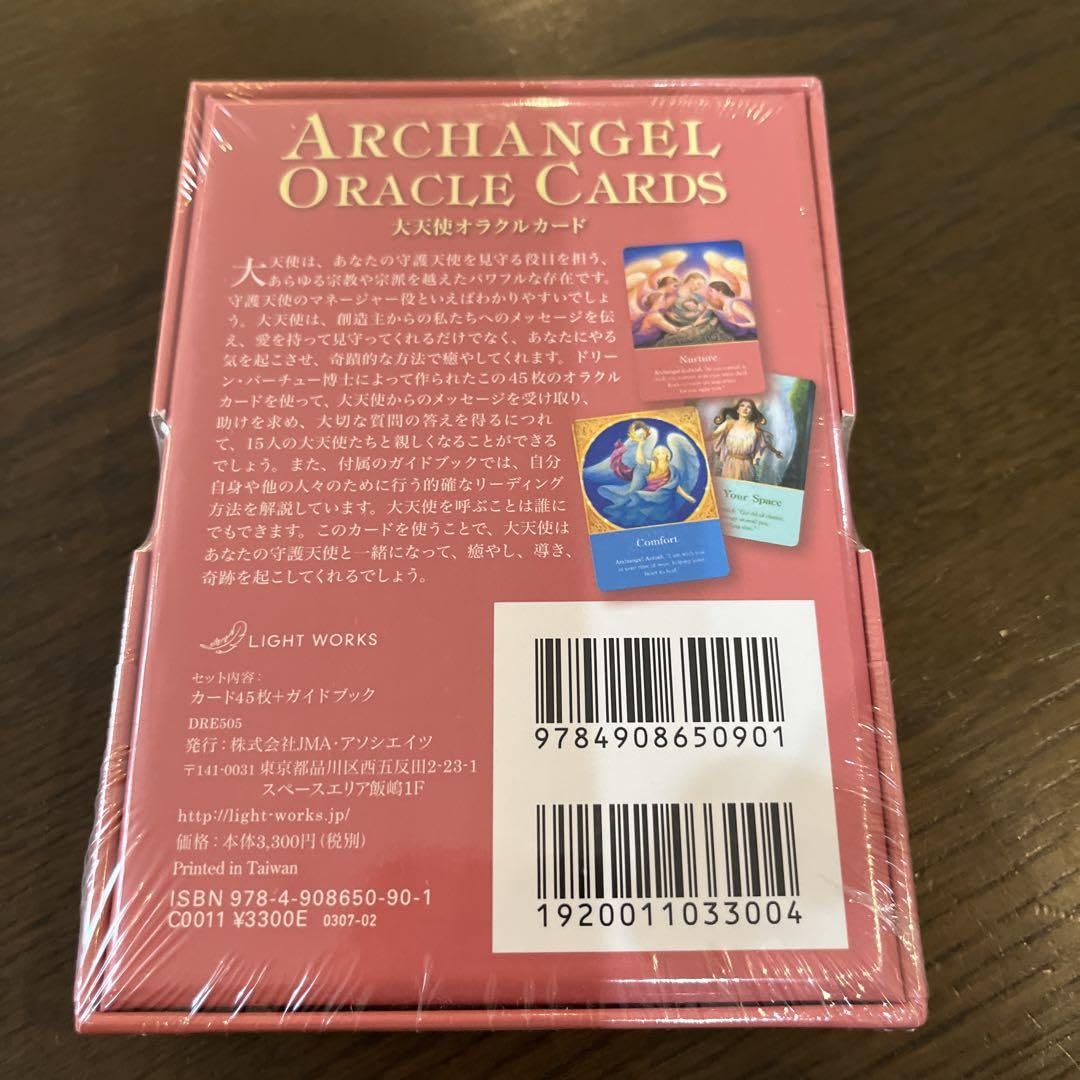 ARCHANGEL
ORACLE CARDS
大天使オラクルカード
大天使は、あなたの守護天使を見守る役目を担う、
あらゆる宗教や宗派を越えたパワフルな存在です。
守護天使のマネージャー役といえばわかりやすいでしょ
う。大天使は、創造主からの私たちへのメッセージを伝
え、愛を持って見守ってくれるだけでなく、あなたにやる
気を起こさせ、奇蹟的な方法で癒やしてくれます。ドリー
ン・バーチュー博士によって作られたこの45枚のオラクル
カードを使って、大天使からのメッセージを受け取り、
助けを求め、大切な質問の答えを得るにつれ
て、15人の大天使たちと親しくなることができる
でしょう。また、付属のガイドブックでは、自分
自身や他の人々のために行う的確なリーディング
方法を解説しています。大天使を呼ぶことは誰に
でもできます。このカードを使うことで、大天使は
あなたの守護天使と一緒になって、癒やし、導き、
奇跡を起こしてくれるでしょう。
Nurture
Your Space
Comfort
Archangel Azrael: "I am with you
in your time of need, helping your
heart to heal."
LIGHT WORKS
セット内容:
カード45枚+ガイドブック
DRE505
発行:株式会社JMA・アソシエイツ
〒141-0031 東京都品川区西五反田2-23-1
スペースエリア飯嶋1F
http://light-works.jp/
価格:本体3,300円(税別)
Printed in Taiwan
ISBN 978-4-908650-90-1
C0011 ¥3300E 0307-02
9784908650901
1920011033004